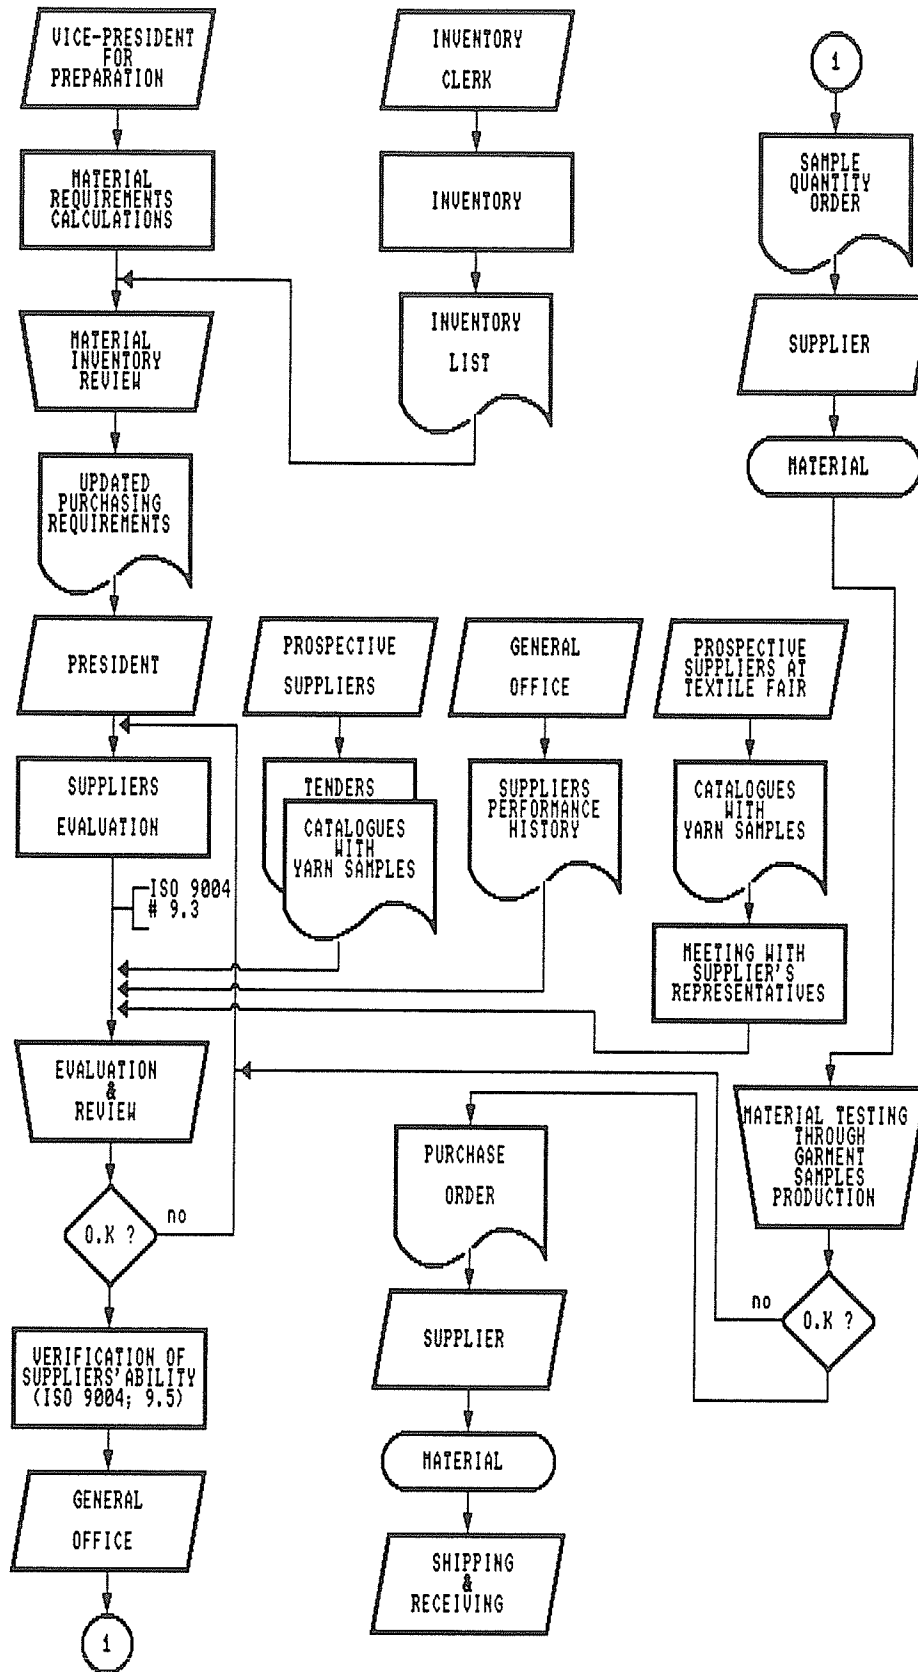 VICE-PRESIDENT
FOR
PREPARATION
MATERIAL
REQUIREMENTS
CALCULATIONS
MATERIAL
INVENTORY
REVIEW
UPDATED
PURCHASING
REQUIREMENTS
PRESIDENT
SUPPLIERS
EVALUATION
ISO 9004
# 9.3
EVALUATION
&
REVIEW
O.K ?
no
VERIFICATION OF
SUPPLIERS'ABILITY
(ISO 9004; 9.5)
GENERAL
OFFICE
1
INVENTORY
CLERK
INVENTORY
INVENTORY
LIST
PROSPECTIVE
SUPPLIERS
TENDERS
CATALOGUES
WITH
YARN SAMPLES
GENERAL
OFFICE
SUPPLIERS
PERFORMANCE
HISTORY
PROSPECTIVE
SUPPLIERS AT
TEXTILE FAIR
CATALOGUES
WITH
YARN SAMPLES
MEETING WITH
SUPPLIER'S
REPRESENTATIVES
1
SAMPLE
QUANTITY
ORDER
SUPPLIER
MATERIAL
MATERIAL TESTING
THROUGH
GARMENT
SAMPLES
PRODUCTION
O.K ?
no
PURCHASE
ORDER
SUPPLIER
MATERIAL
SHIPPING
&
RECEIVING